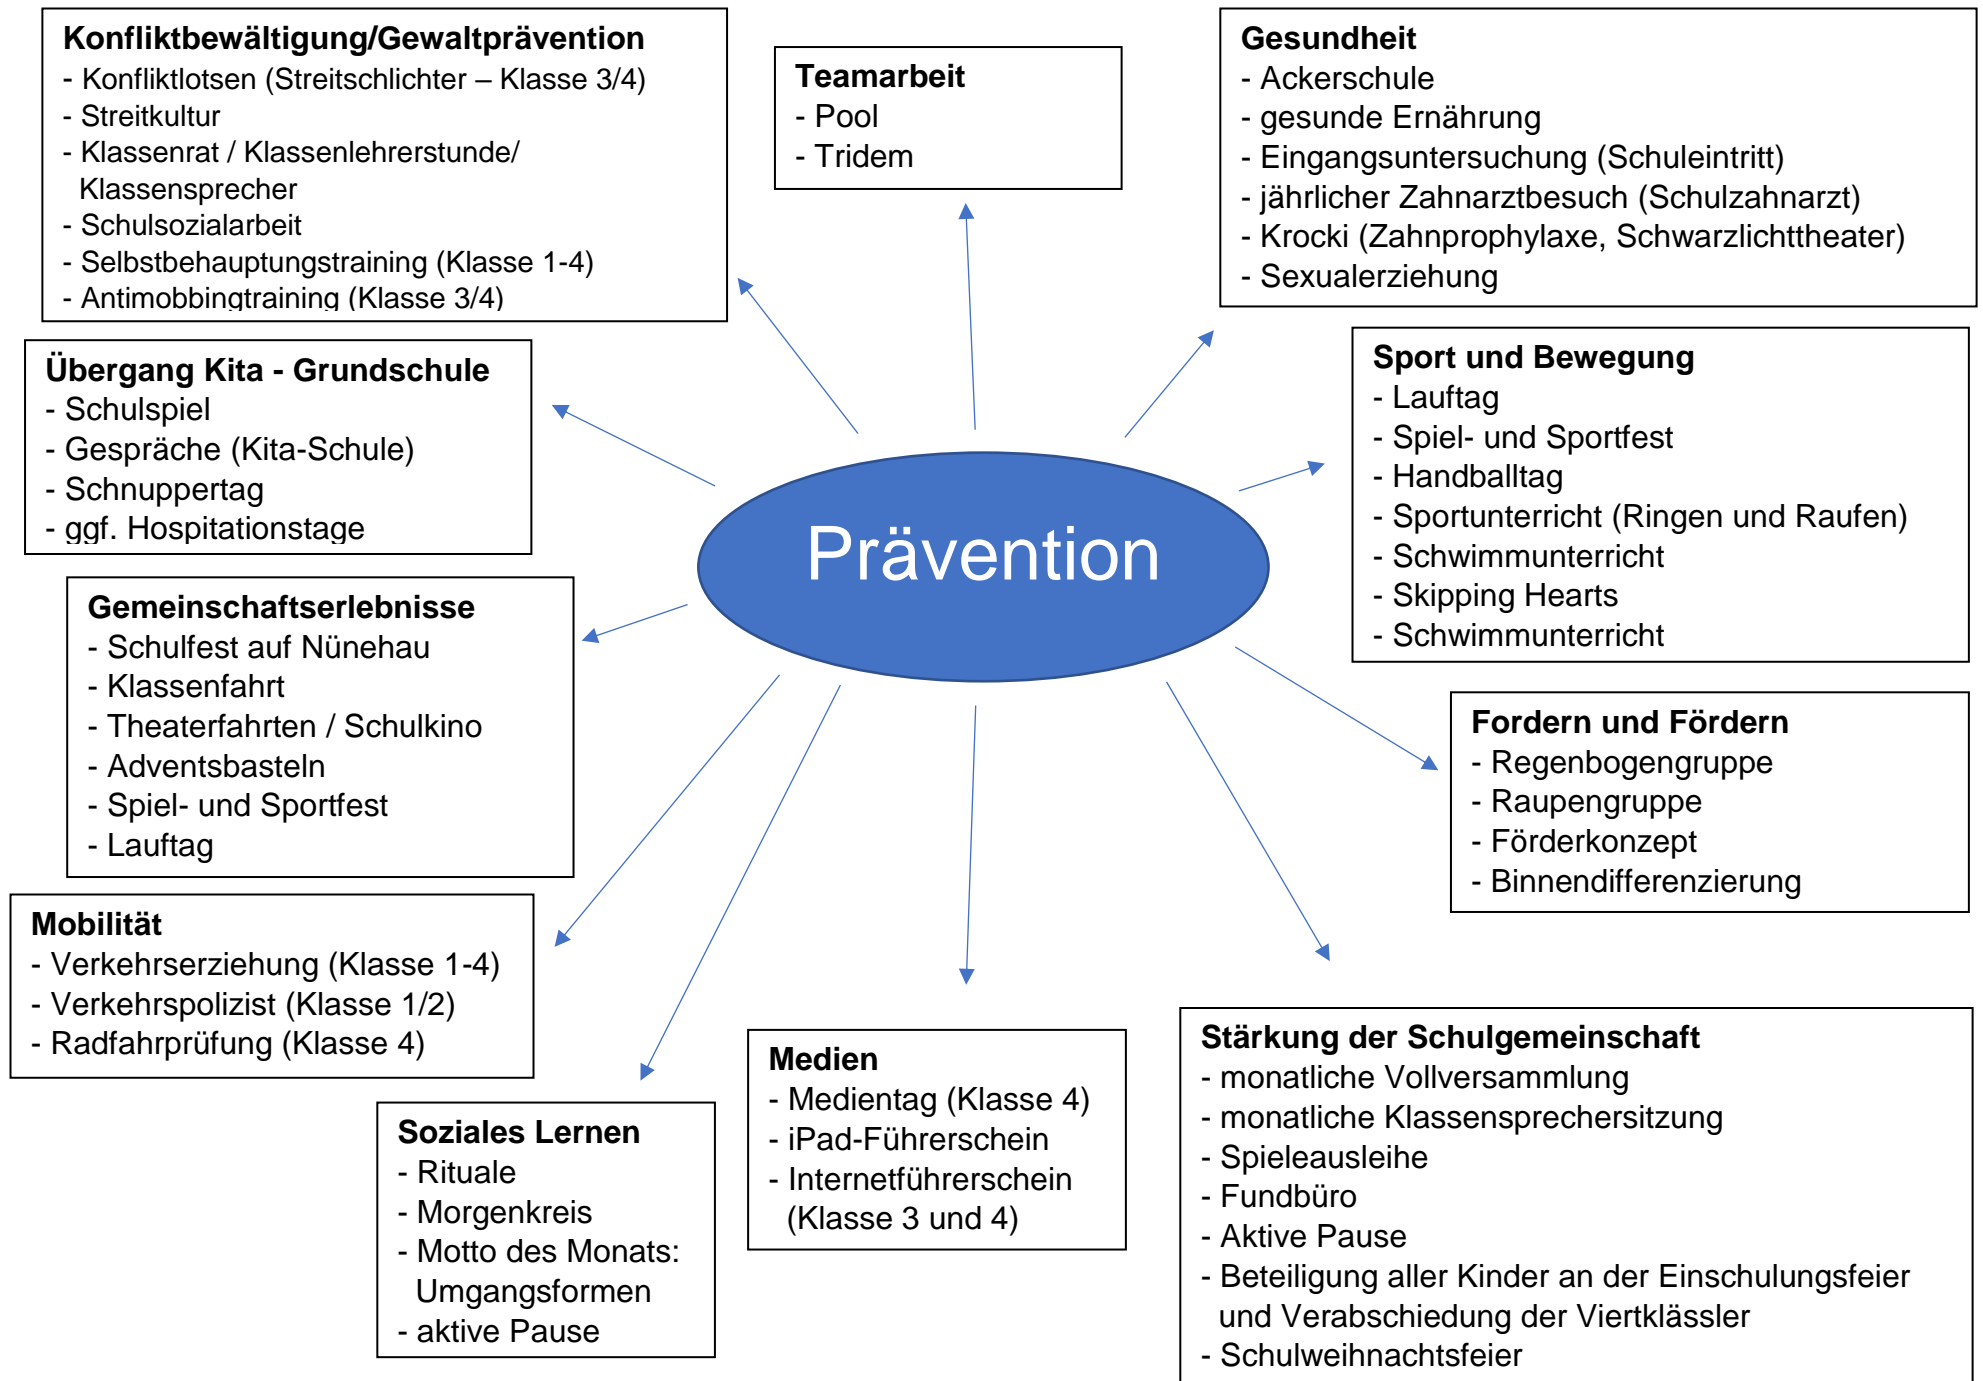 Konfliktbewältigung/Gewaltprävention
- Konfliktlotsen (Streitschlichter – Klasse 3/4)
- Streitkultur
- Klassenrat / Klassenlehrerstunde/
Klassensprecher
- Schulsozialarbeit
- Selbstbehauptungstraining (Klasse 1-4)
- Antimobbingtraining (Klasse 3/4)
Teamarbeit
- Pool
- Tridem
Gesundheit
- Ackerschule
- gesunde Ernährung
- Eingangsuntersuchung (Schuleintritt)
- jährlicher Zahnarztbesuch (Schulzahnarzt)
- Krocki (Zahnprophylaxe, Schwarzlichttheater)
- Sexualerziehung
Übergang Kita - Grundschule
- Schulspiel
- Gespräche (Kita-Schule)
- Schnuppertag
- ggf. Hospitationstage
Sport und Bewegung
- Lauftag
- Spiel- und Sportfest
- Handballtag
- Sportunterricht (Ringen und Raufen)
- Schwimmunterricht
- Skipping Hearts
- Schwimmunterricht
Prävention
Gemeinschaftserlebnisse
- Schulfest auf Nünehau
- Klassenfahrt
- Theaterfahrten / Schulkino
- Adventsbasteln
- Spiel- und Sportfest
- Lauftag
Fordern und Fördern
- Regenbogengruppe
- Raupengruppe
- Förderkonzept
- Binnendifferenzierung
Mobilität
- Verkehrserziehung (Klasse 1-4)
- Verkehrspolizist (Klasse 1/2)
- Radfahrprüfung (Klasse 4)
Soziales Lernen
- Rituale
- Morgenkreis
- Motto des Monats:
Umgangsformen
- aktive Pause
Medien
- Medientag (Klasse 4)
- iPad-Führerschein
- Internetführerschein
(Klasse 3 und 4)
Stärkung der Schulgemeinschaft
- monatliche Vollversammlung
- monatliche Klassensprechersitzung
- Spieleausleihe
- Fundbüro
- Aktive Pause
- Beteiligung aller Kinder an der Einschulungsfeier
und Verabschiedung der Viertklässler
- Schulweihnachtsfeier